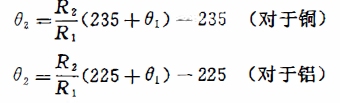 θ₂ = R₂/R₁ (235 + θ₁) − 235 (对于铜)
θ₂ = R₂/R₁ (225 + θ₁) − 225 (对于铝)